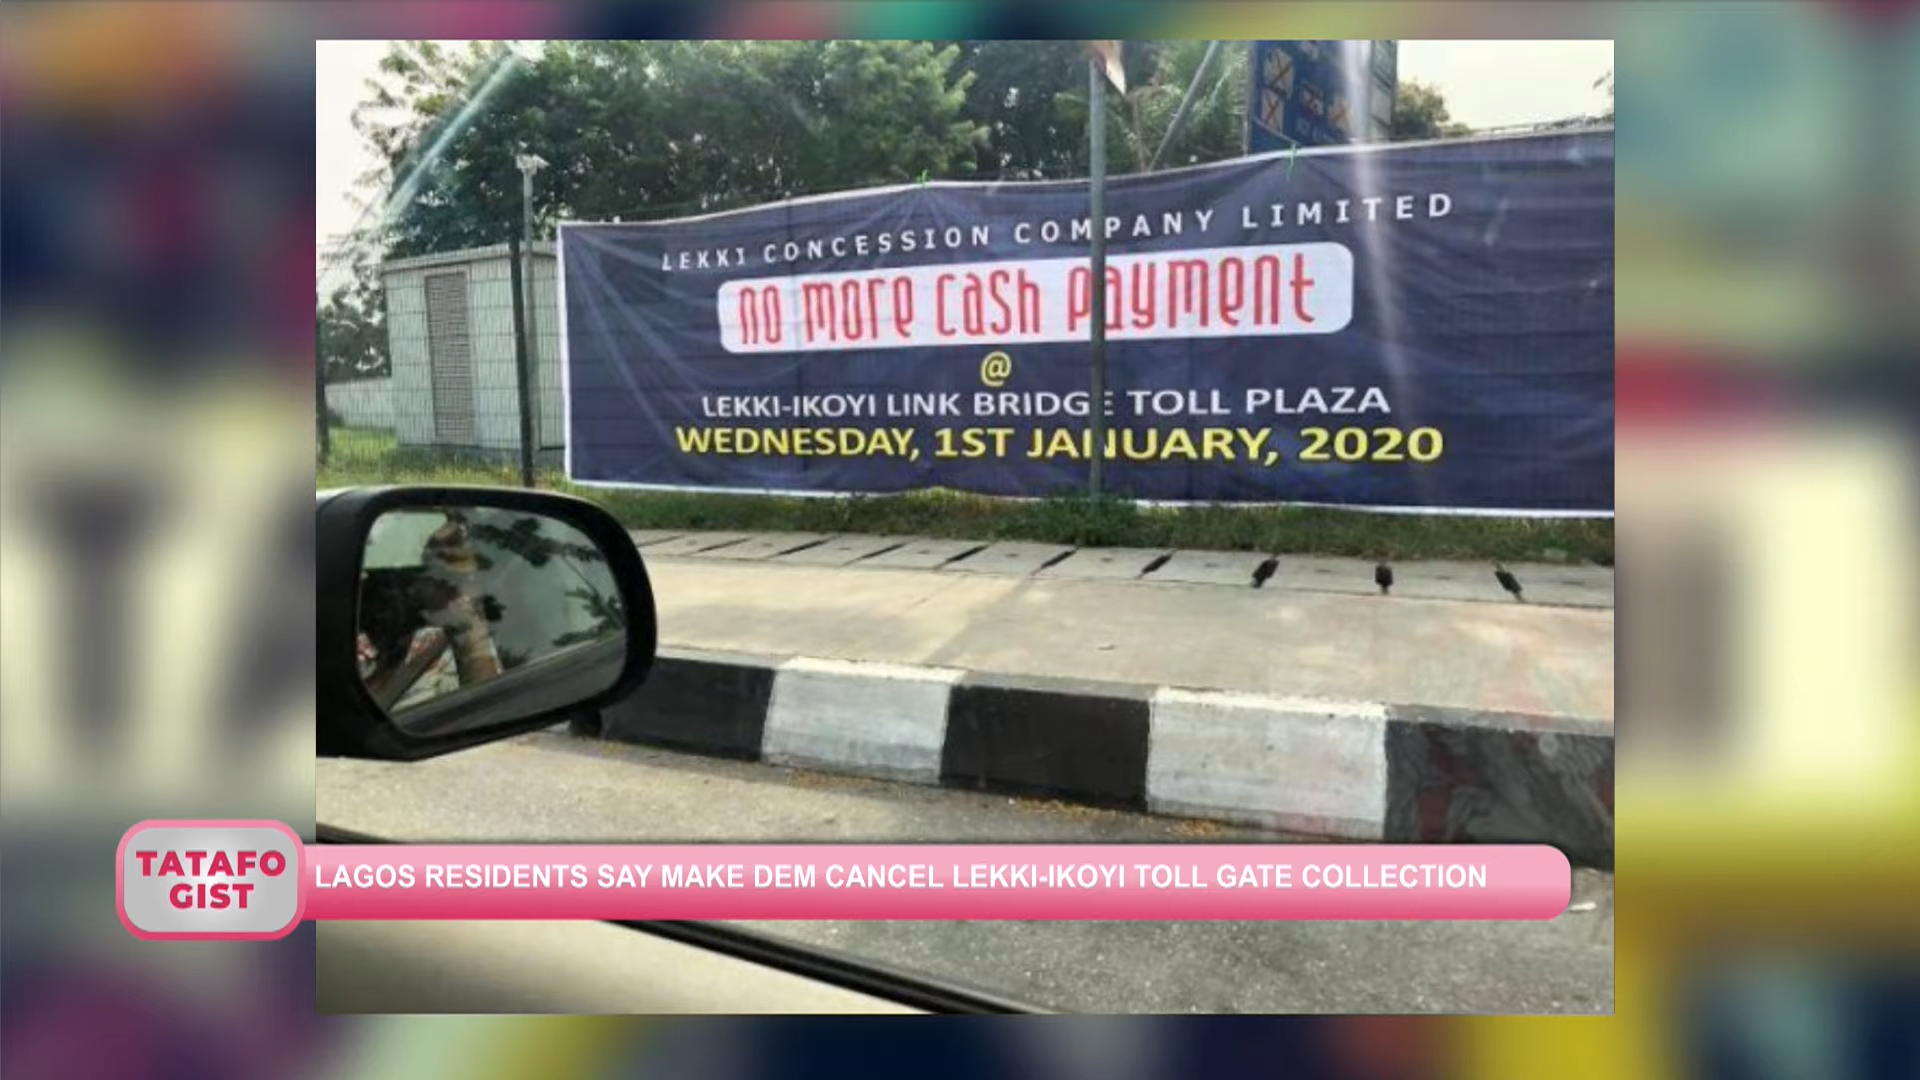 LEKKI CONCESSION COMPANY LIMITED
no more cash payment
@
LEKKI-IKOYI LINK BRIDGE TOLL PLAZA
WEDNESDAY, 1ST JANUARY, 2020
TATAFO
GIST
LAGOS RESIDENTS SAY MAKE DEM CANCEL LEKKI-IKOYI TOLL GATE COLLECTION